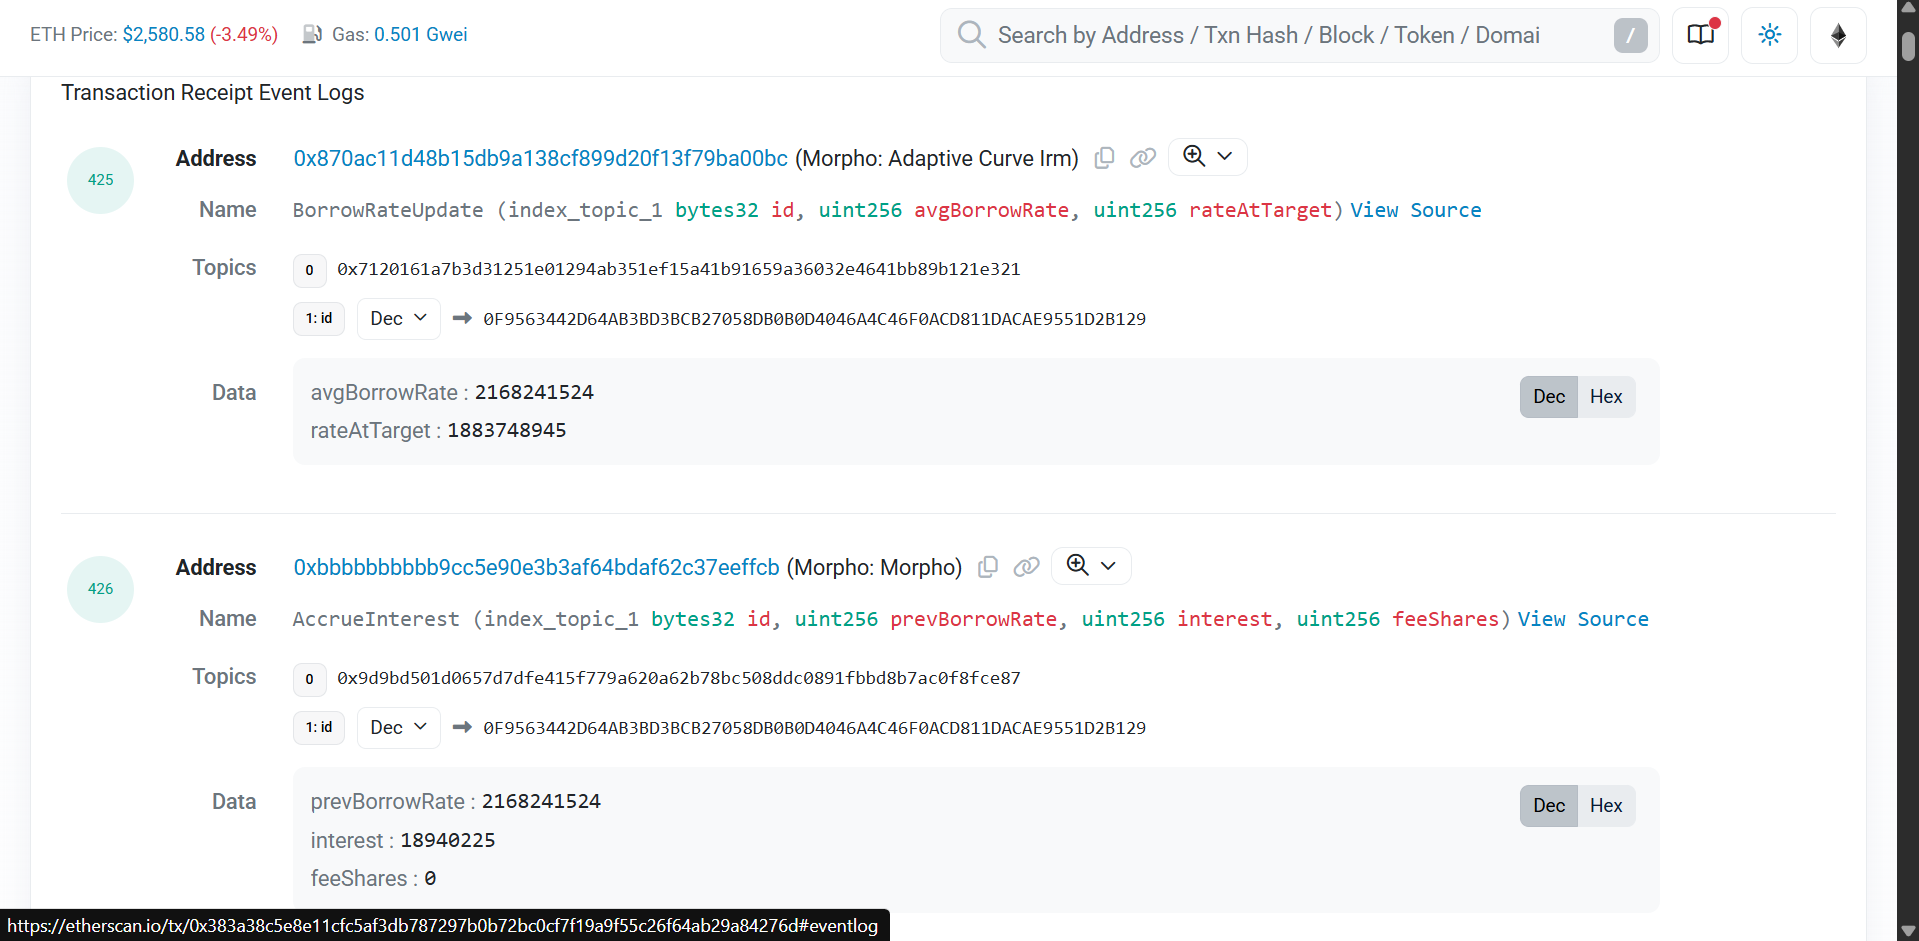 ETH Price: $2,580.58 (-3.49%) Gas: 0.501 Gwei
Search by Address / Txn Hash / Block / Token / Domai /
Transaction Receipt Event Logs
425
Address 0x870ac11d48b15db9a138cf899d20f13f79ba00bc (Morpho: Adaptive Curve Irm)
Name BorrowRateUpdate (index_topic_1 bytes32 id, uint256 avgBorrowRate, uint256 rateAtTarget) View Source
Topics 0 0x7120161a7b3d31251e01294ab351ef15a41b91659a36032e4641bb89b121e321
1: id Dec 0F9563442D64AB3BD3BCB27058DB0B0D4046A4C46F0ACD811DACAE9551D2B129
Data avgBorrowRate : 2168241524 Dec Hex
rateAtTarget : 1883748945
426
Address 0xbbbbbbbbbb9cc5e90e3b3af64bdaf62c37eeffcb (Morpho: Morpho)
Name AccrueInterest (index_topic_1 bytes32 id, uint256 prevBorrowRate, uint256 interest, uint256 feeShares) View Source
Topics 0 0x9d9bd501d0657d7dfe415f779a620a62b78bc508ddc0891fbbd8b7ac0f8fce87
1: id Dec 0F9563442D64AB3BD3BCB27058DB0B0D4046A4C46F0ACD811DACAE9551D2B129
Data prevBorrowRate : 2168241524 Dec Hex
interest : 18940225
feeShares : 0
https://etherscan.io/tx/0x383a38c5e8e11cfc5af3db787297b0b72bc0cf7f19a9f55c26f64ab29a84276d#eventlog